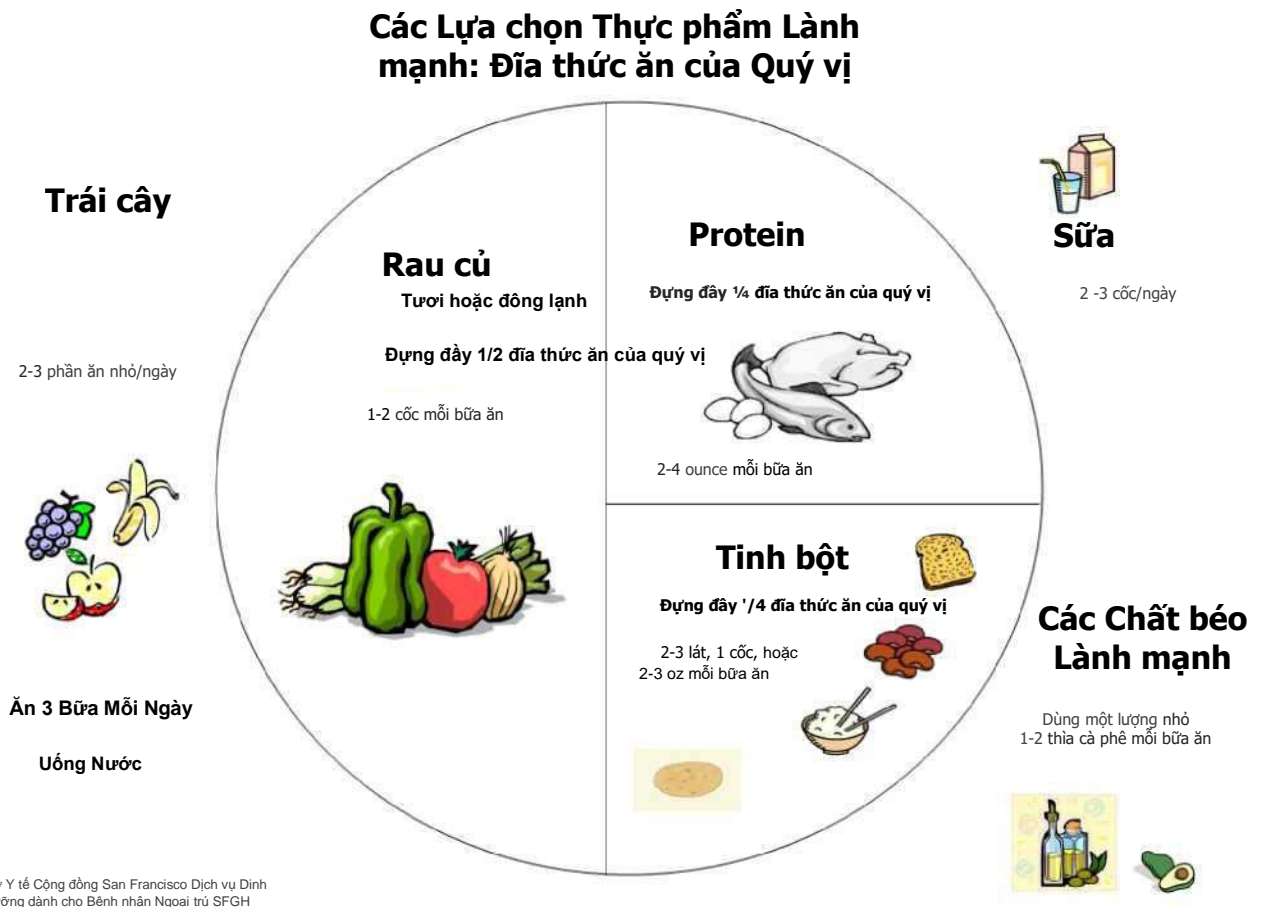 Các Lựa chọn Thực phẩm Lành
mạnh: Đĩa thức ăn của Quý vị
Trái cây
2-3 phần ăn nhỏ/ngày
Ăn 3 Bữa Mỗi Ngày
Uống Nước
Rau củ
Tươi hoặc đông lạnh
Đựng đầy 1/2 đĩa thức ăn của quý vị
1-2 cốc mỗi bữa ăn
Protein
Đựng đây ¼ đĩa thức ăn của quý vị
2-4 ounce mỗi bữa ăn
Tinh bột
Đựng đây '/4 đĩa thức ăn của quý vị
2-3 lát, 1 cốc, hoặc
2-3 oz mỗi bữa ăn
Sữa
2 -3 cốc/ngày
Các Chất béo
Lành mạnh
Dùng một lượng nhỏ
1-2 thìa cà phê mỗi bữa ăn
Y tế Cộng đồng San Francisco Dịch vụ Dinh
dành cho Bệnh nhân Ngoại trú SFGH